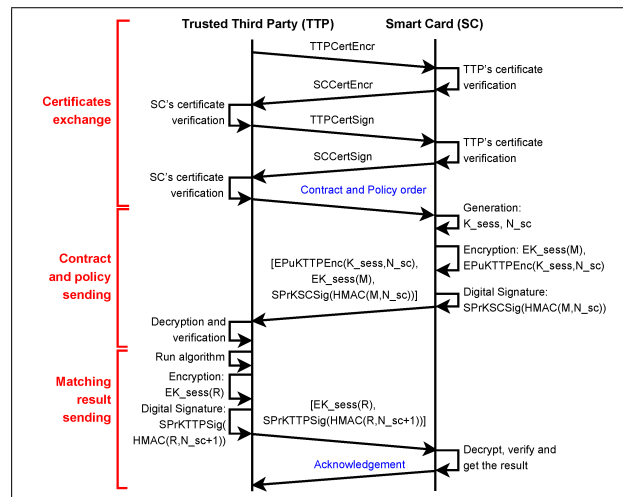 Trusted Third Party (TTP)
Smart Card (SC)
Certificates
exchange
TTPCertEncr
TTP's certificate
verification
SCCertEncr
SC's certificate
verification
TTPCertSign
TTP's certificate
verification
SCCertSign
SC's certificate
verification
Contract and Policy order
Contract
and policy
sending
Generation:
K_sess, N_sc
Encryption: EK_sess(M),
EPuKTTPEnc(K_sess,N_sc)
[EPuKTTPEnc(K_sess,N_sc),
EK_sess(M),
SPrKSCSig(HMAC(M,N_sc))]
Digital Signature:
SPrKSCSig(HMAC(M,N_sc))
Decryption and
verification
Matching
result
sending
Run algorithm
Encryption:
EK_sess(R)
Digital Signature:
SPrKTTPSig(
HMAC(R,N_sc+1))
[EK_sess(R),
SPrKTTPSig(HMAC(R,N_sc+1))]
Decrypt, verify and
get the result
Acknowledgement